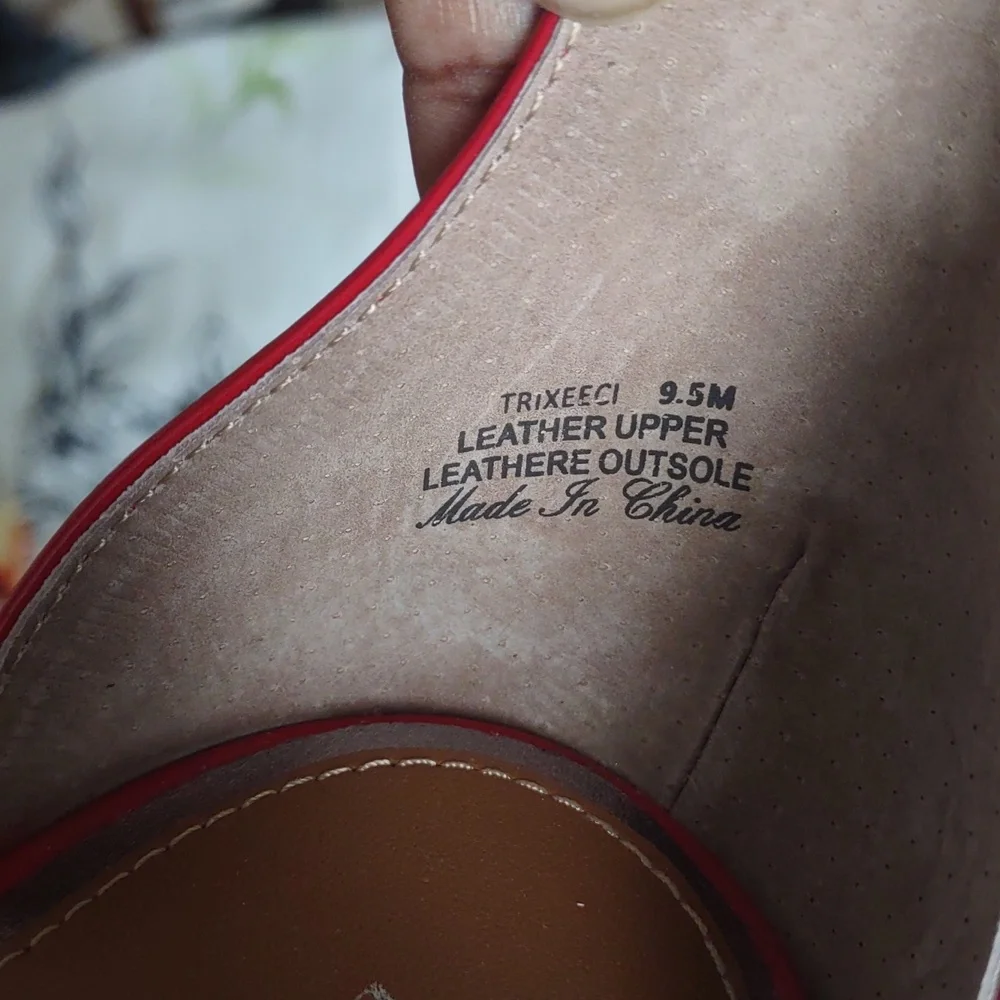 TRIXEECI 9.5M
LEATHER UPPER
LEATHERE OUTSOLE
Made In China